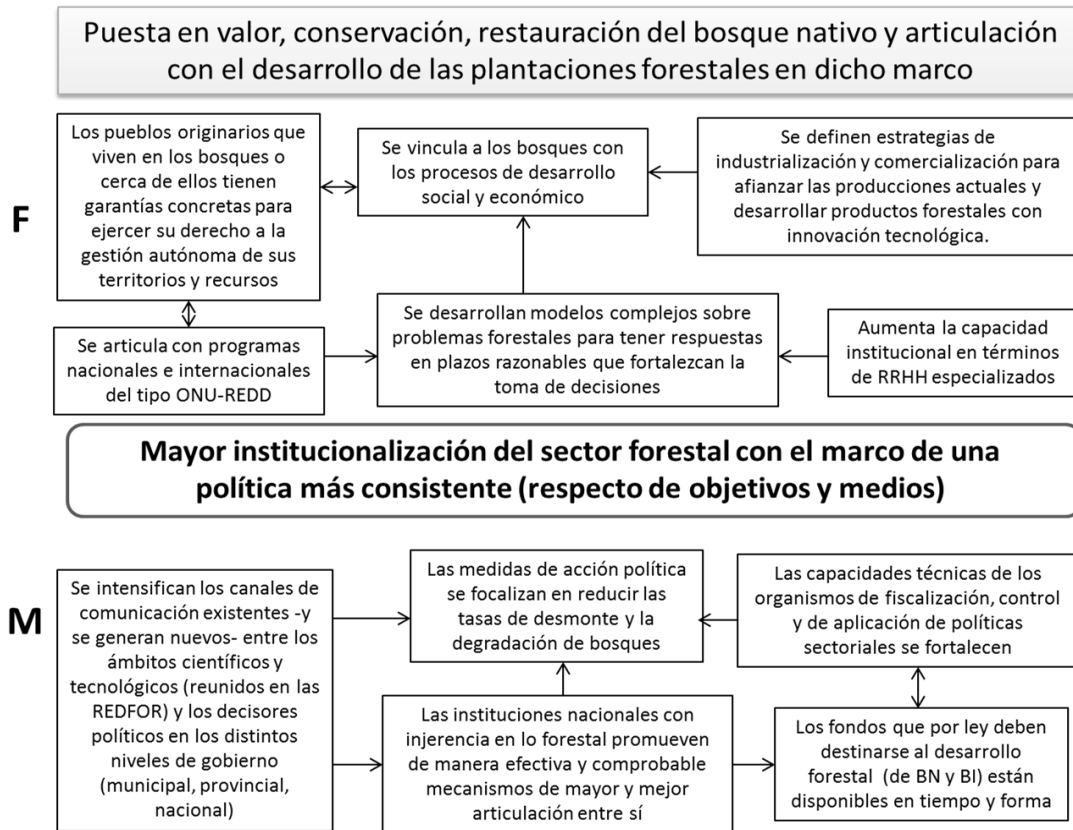 Puesta en valor, conservación, restauración del bosque nativo y articulación
con el desarrollo de las plantaciones forestales en dicho marco
F
Los pueblos originarios que
viven en los bosques o
cerca de ellos tienen
garantías concretas para
ejercer su derecho a la
gestión autónoma de sus
territorios y recursos
Se vincula a los bosques con
los procesos de desarrollo
social y económico
Se definen estrategias de
industrialización y comercialización para
afianzar las producciones actuales y
desarrollar productos forestales con
innovación tecnológica.
Se articula con programas
nacionales e internacionales
del tipo ONU-REDD
Se desarrollan modelos complejos sobre
problemas forestales para tener respuestas
en plazos razonables que fortalezcan la
toma de decisiones
Aumenta la capacidad
institucional en términos
de RRHH especializados
Mayor institucionalización del sector forestal con el marco de una
política más consistente (respecto de objetivos y medios)
M
Se intensifican los canales de
comunicación existentes -y
se generan nuevos- entre los
ámbitos científicos y
tecnológicos (reunidos en las
REDFOR) y los decisores
políticos en los distintos
niveles de gobierno
(municipal, provincial,
nacional)
Las medidas de acción política
se focalizan en reducir las
tasas de desmonte y la
degradación de bosques
Las capacidades técnicas de los
organismos de fiscalización, control
y de aplicación de políticas
sectoriales se fortalecen
Las instituciones nacionales con
injerencia en lo forestal promueven
de manera efectiva y comprobable
mecanismos de mayor y mejor
articulación entre sí
Los fondos que por ley deben
destinarse al desarrollo
forestal (de BN y BI) están
disponibles en tiempo y forma